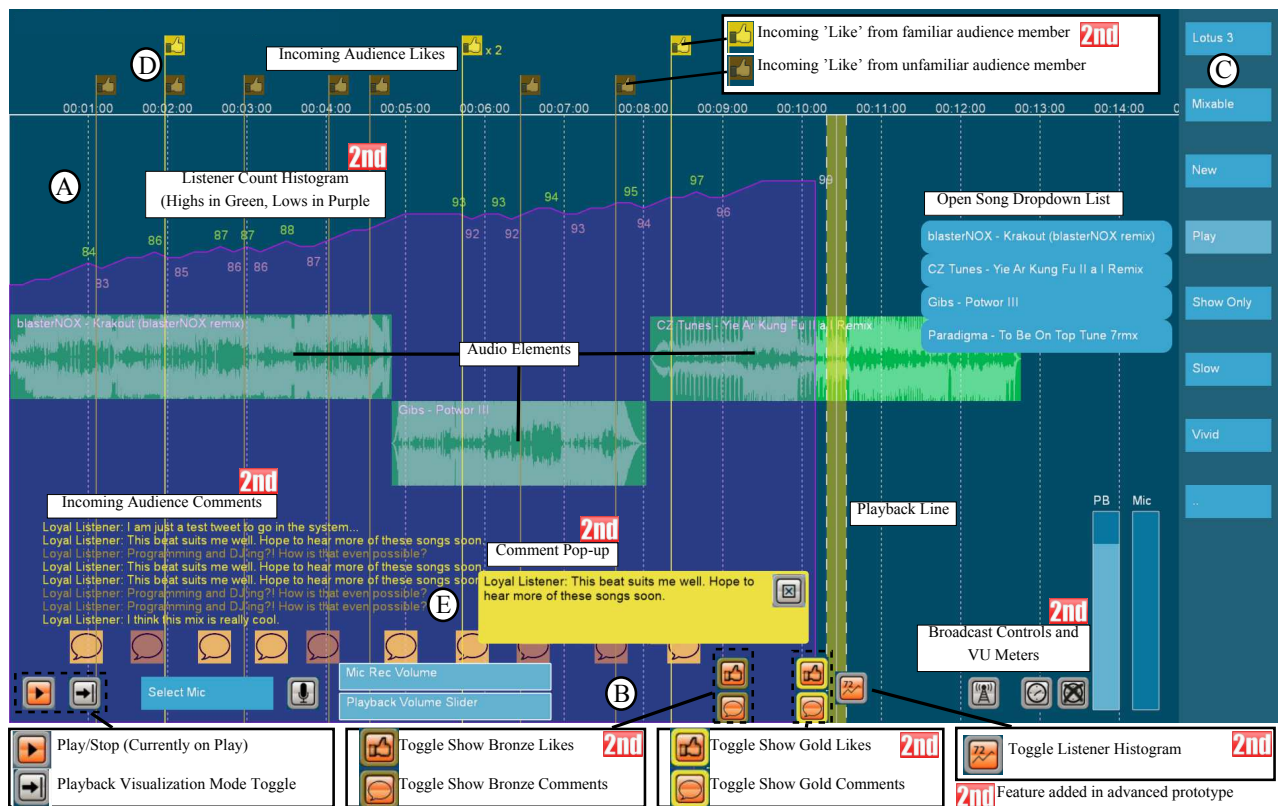 Incoming 'Like' from familiar audience member 2nd
Incoming 'Like' from unfamiliar audience member
Lotus 3
C
D
Incoming Audience Likes
x 2
00:01:00 00:02:00 00:03:00 00:04:00 00:05:00 00:06:00 00:07:00 00:08:00 00:09:00 00:10:00 00:11:00 00:12:00 00:13:00 00:14:00 0
Mixable
New
Play
Show Only
Slow
Vivid
..
A
2nd
Listener Count Histogram
(Highs in Green, Lows in Purple
84 86 87 87 88 93 93 94 95 97 99
83 85 86 86 87 92 92 93 94 96
Open Song Dropdown List
blasterNOX - Krakout (blasterNOX remix)
CZ Tunes - Yie Ar Kung Fu II a l Remix
Gibs - Potwor III
Paradigma - To Be On Top Tune 7rmx
blasterNOX - Krakout (blasterNOX remix)
CZ Tunes - Yie Ar Kung Fu II a l Remix
Audio Elements
Gibs - Potwor III
2nd
Incoming Audience Comments
Loyal Listener: I am just a test tweet to go in the system...
Loyal Listener: This beat suits me well. Hope to hear more of these songs soon.
Loyal Listener: Programming and DJ'ing?! How is that even possible?
Loyal Listener: This beat suits me well. Hope to hear more of these songs soon.
Loyal Listener: This beat suits me well. Hope to hear more of these songs soon
Loyal Listener: Programming and DJ'ing?! How is that even possible?
Loyal Listener: Programming and DJ'ing?! How is that even possible?
Loyal Listener: I think this mix is really cool.
2nd
Comment Pop-up
E
Loyal Listener: This beat suits me well. Hope to
hear more of these songs soon.
Playback Line
PB Mic
2nd
Broadcast Controls and
VU Meters
Select Mic
Mic Rec Volume
Playback Volume Slider
B
72
Play/Stop (Currently on Play)
Playback Visualization Mode Toggle
Toggle Show Bronze Likes 2nd
Toggle Show Bronze Comments
Toggle Show Gold Likes 2nd
Toggle Show Gold Comments
72 Toggle Listener Histogram 2nd
2nd Feature added in advanced prototype